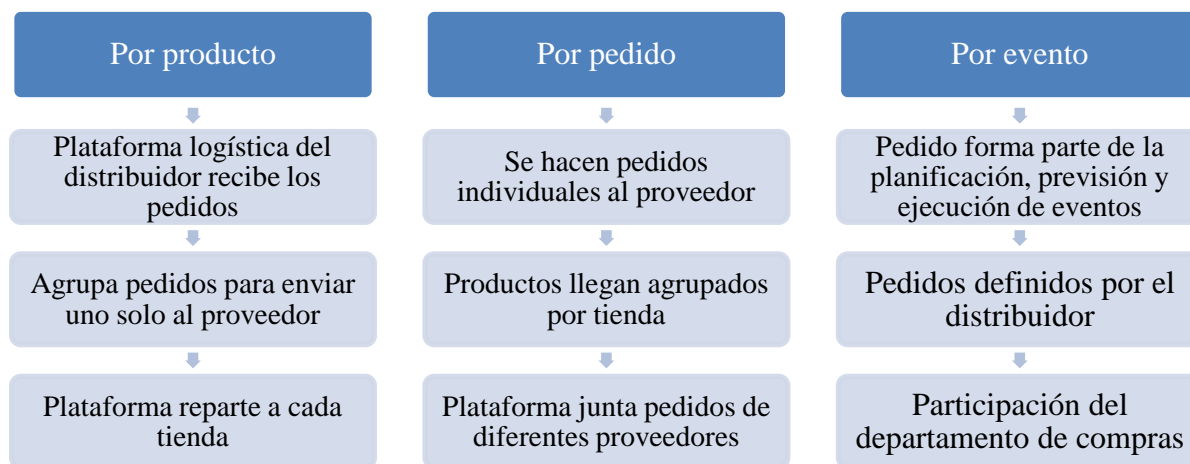 Por producto
Plataforma logística del
distribuidor recibe los
pedidos
Agrupa pedidos para enviar
uno solo al proveedor
Plataforma reparte a cada
tienda
Por pedido
Se hacen pedidos
individuales al proveedor
Productos llegan agrupados
por tienda
Plataforma junta pedidos de
diferentes proveedores
Por evento
Pedido forma parte de la
planificación, previsión y
ejecución de eventos
Pedidos definidos por el
distribuidor
Participación del
departamento de compras